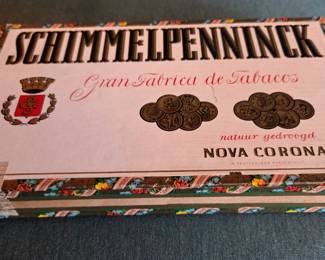 SCHIMMELPENNINCK
Gran Fabrica de Tabacos
natuur gedroogd
NOVA CORONA